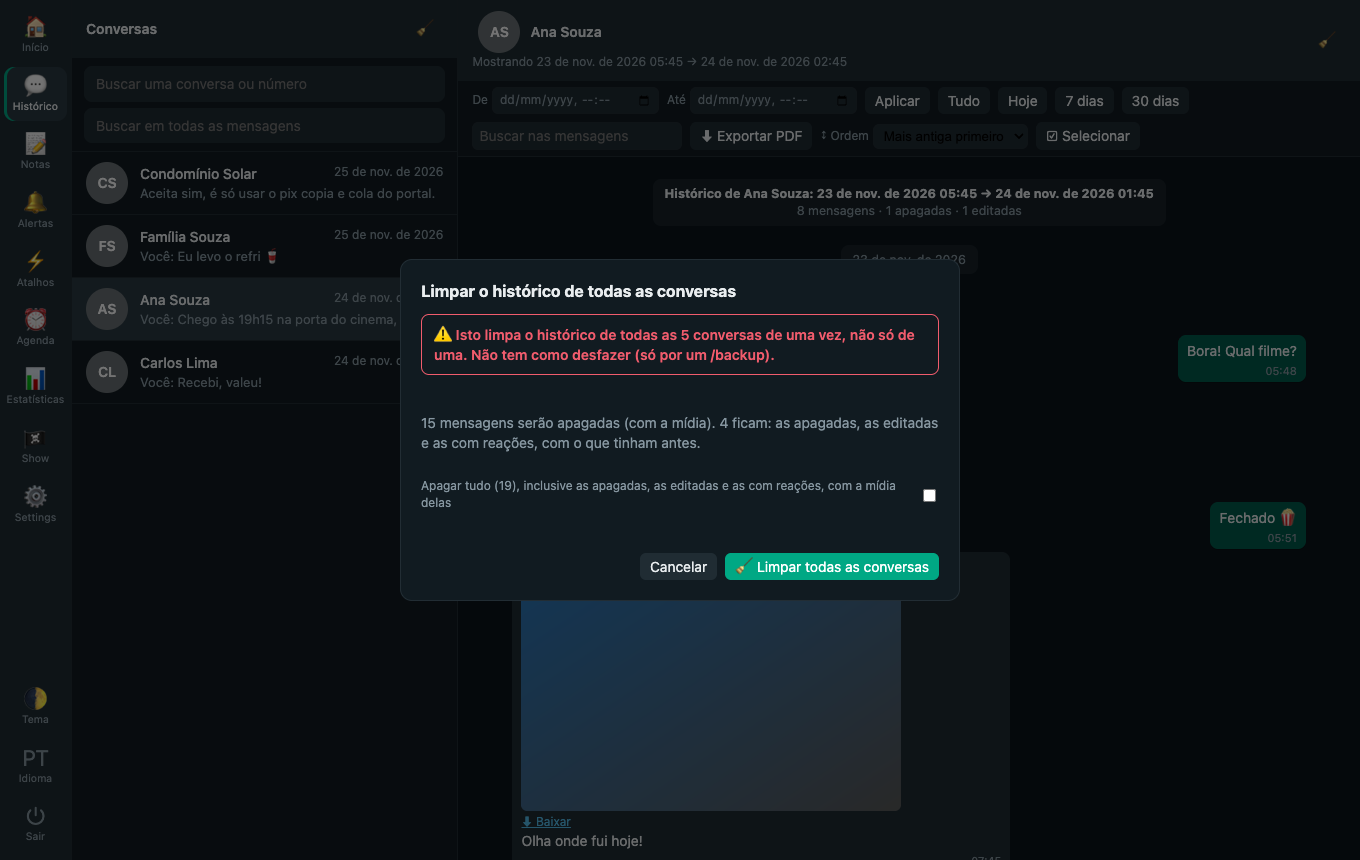 Início
Histórico
Notas
Alertas
Atalhos
Agenda
Estatísticas
Show
Settings
Tema
PT
Idioma
Sair
Conversas
Buscar uma conversa ou número
Buscar em todas as mensagens
CS
Condomínio Solar
25 de nov. de 2026
Aceita sim, é só usar o pix copia e cola do portal.
FS
Família Souza
25 de nov. de 2026
Você: Eu levo o refri 🥤
AS
Ana Souza
24 de nov. de
Você: Chego às 19h15 na porta do cinema,
CL
Carlos Lima
24 de nov. de
Você: Recebi, valeu!
AS
Ana Souza
Mostrando 23 de nov. de 2026 05:45 → 24 de nov. de 2026 02:45
De dd/mm/yyyy, --:-- Até dd/mm/yyyy, --:-- Aplicar Tudo Hoje 7 dias 30 dias
Buscar nas mensagens ⬇ Exportar PDF ↕ Ordem Mais antiga primeiro ☑ Selecionar
Histórico de Ana Souza: 23 de nov. de 2026 05:45 → 24 de nov. de 2026 01:45
8 mensagens · 1 apagadas · 1 editadas
23 de nov. de 2026
Bora! Qual filme?
05:48
Fechado 🍿
05:51
⬇ Baixar
Olha onde fui hoje!
Limpar o histórico de todas as conversas
⚠️ Isto limpa o histórico de todas as 5 conversas de uma vez, não só de
uma. Não tem como desfazer (só por um /backup).
15 mensagens serão apagadas (com a mídia). 4 ficam: as apagadas, as editadas
e as com reações, com o que tinham antes.
Apagar tudo (19), inclusive as apagadas, as editadas e as com reações, com a mídia
delas
Cancelar
🧹 Limpar todas as conversas